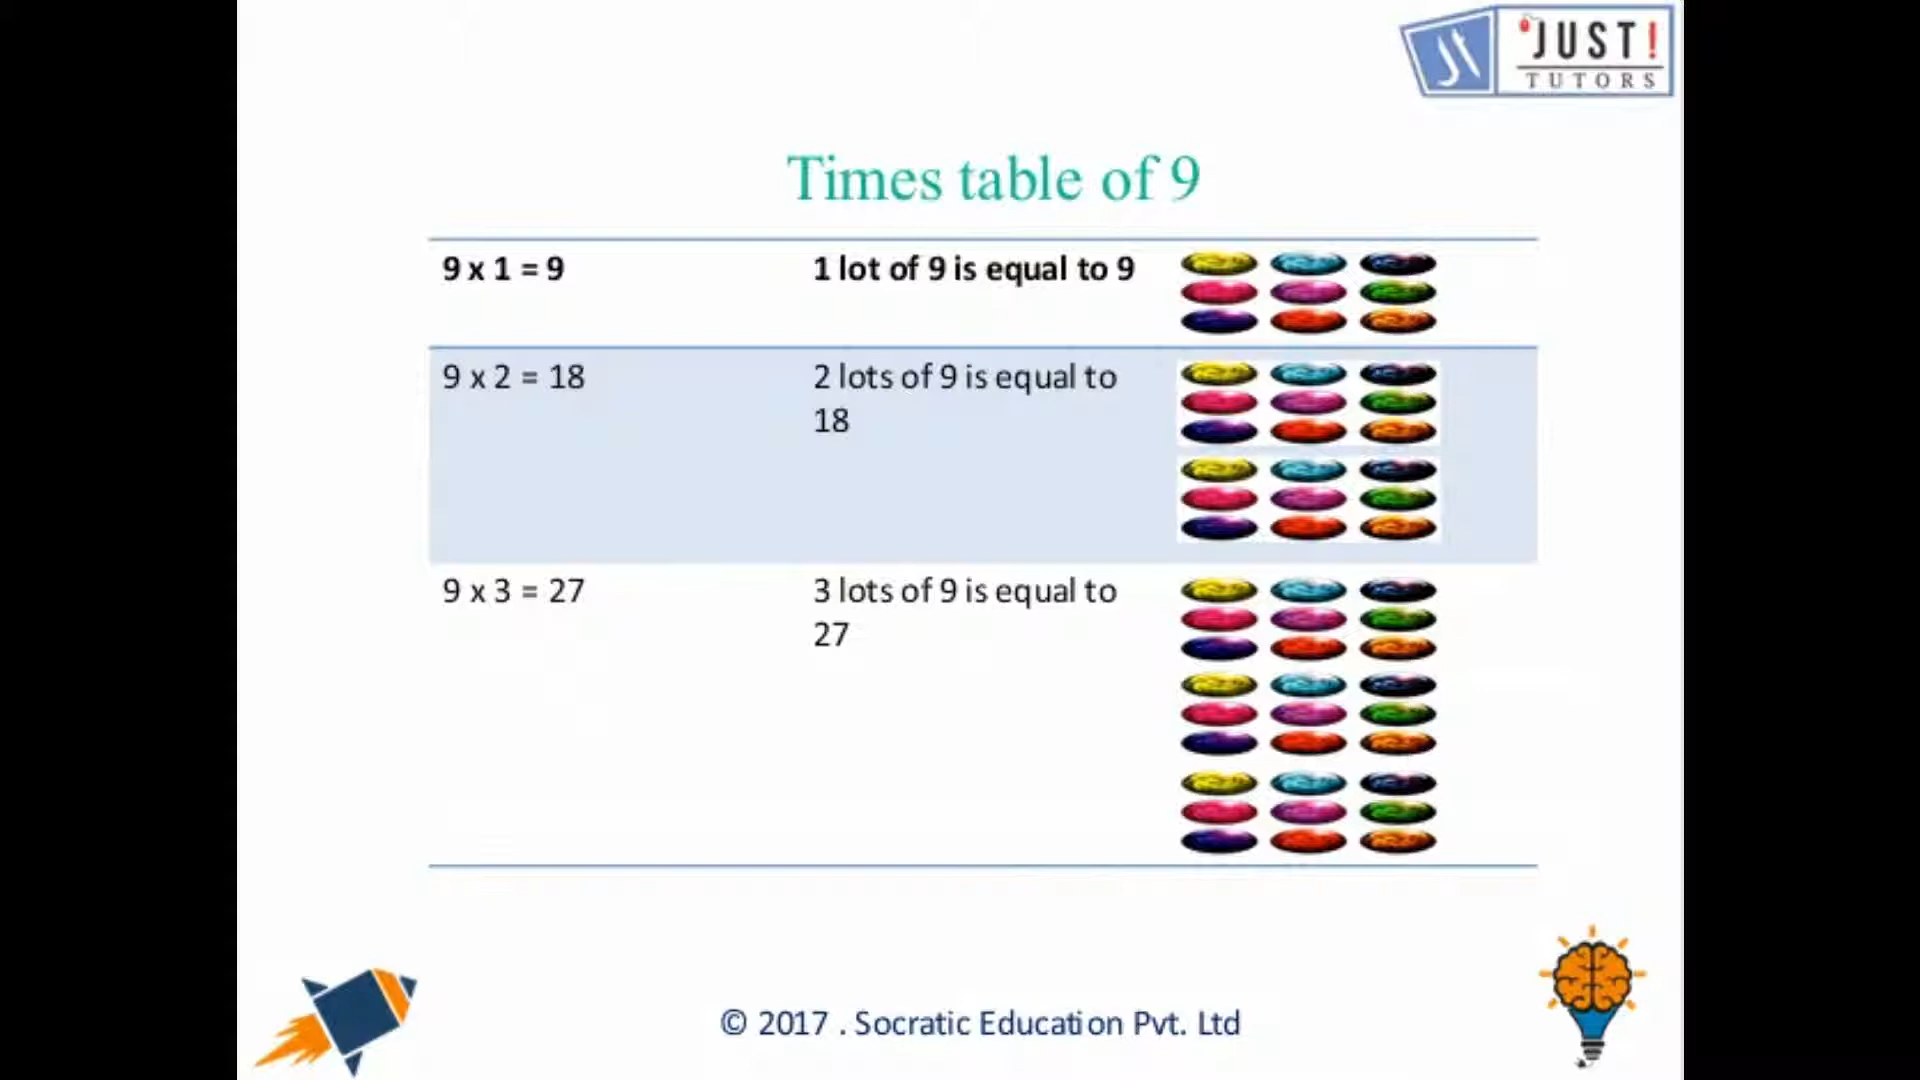 JUST!
TUTORS
Times table of 9
9 x 1 = 9
1 lot of 9 is equal to 9
9 x 2 = 18
2 lots of 9 is equal to
18
9 x 3 = 27
3 lots of 9 is equal to
27
© 2017 . Socratic Education Pvt. Ltd